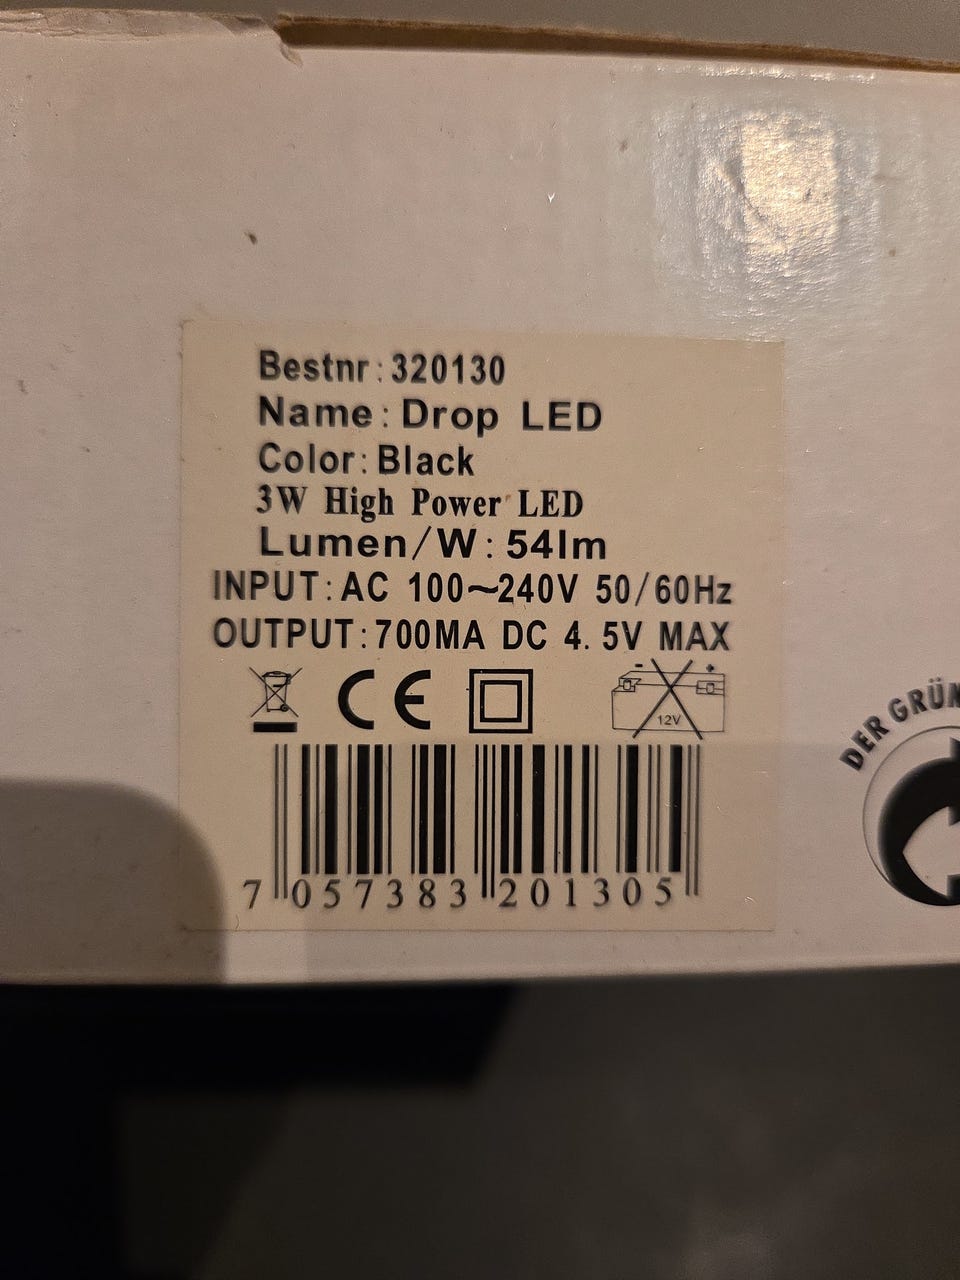 Bestnr:320130
Name:Drop LED
Color:Black
3W High Power LED
Lumen/W:54lm
INPUT:AC 100~240V 50/60Hz
OUTPUT:700MA DC 4.5V MAX
CE
- +
12V
7 057383 201305
DER GRÜN